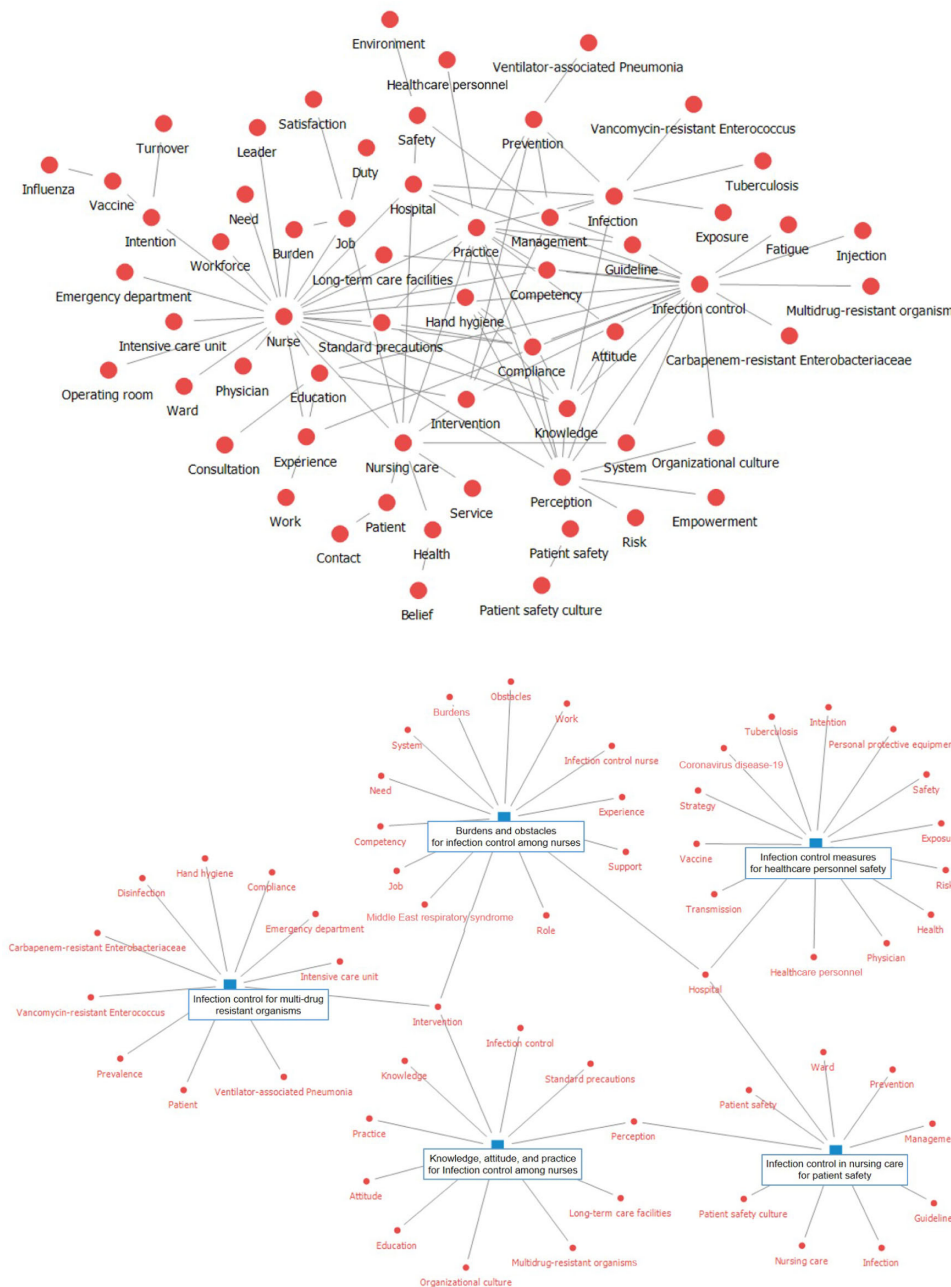 Environment
Healthcare personnel
Ventilator-associated Pneumonia
Satisfaction
Safety
Prevention
Vancomycin-resistant Enterococcus
Turnover
Leader
Duty
Tuberculosis
Influenza
Vaccine
Need
Hospital
Infection
Intention
Burden
Job
Practice
Management
Exposure
Fatigue
Injection
Workforce
Guideline
Long-term care facilities
Emergency department
Competency
Infection control
Multidrug-resistant organism
Hand hygiene
Intensive care unit
Nurse
Standard precautions
Attitude
Carbapenem-resistant Enterobacteriaceae
Compliance
Operating room
Ward
Physician
Education
Intervention
Knowledge
Consultation
Experience
Nursing care
System
Organizational culture
Perception
Work
Patient
Service
Risk
Empowerment
Contact
Health
Patient safety
Belief
Patient safety culture
Obstacles
Burdens
Work
System
Infection control nurse
Need
Experience
Competency
Burdens and obstacles
for infection control among nurses
Support
Job
Middle East respiratory syndrome
Role
Intention
Tuberculosis
Personal protective equipment
Coronavirus disease-19
Safety
Strategy
Exposu
Vaccine
Infection control measures
for healthcare personnel safety
Risk
Transmission
Health
Physician
Healthcare personnel
Hospital
Hand hygiene
Compliance
Disinfection
Emergency department
Carbapenem-resistant Enterobacteriaceae
Intensive care unit
Infection control for multi-drug
resistant organisms
Vancomycin-resistant Enterococcus
Intervention
Prevalence
Patient
Ventilator-associated Pneumonia
Infection control
Knowledge
Standard precautions
Practice
Perception
Knowledge, attitude, and practice
for Infection control among nurses
Attitude
Long-term care facilities
Education
Multidrug-resistant organisms
Organizational culture
Ward
Prevention
Patient safety
Manageme
Infection control in nursing care
for patient safety
Patient safety culture
Guideline
Nursing care
Infection